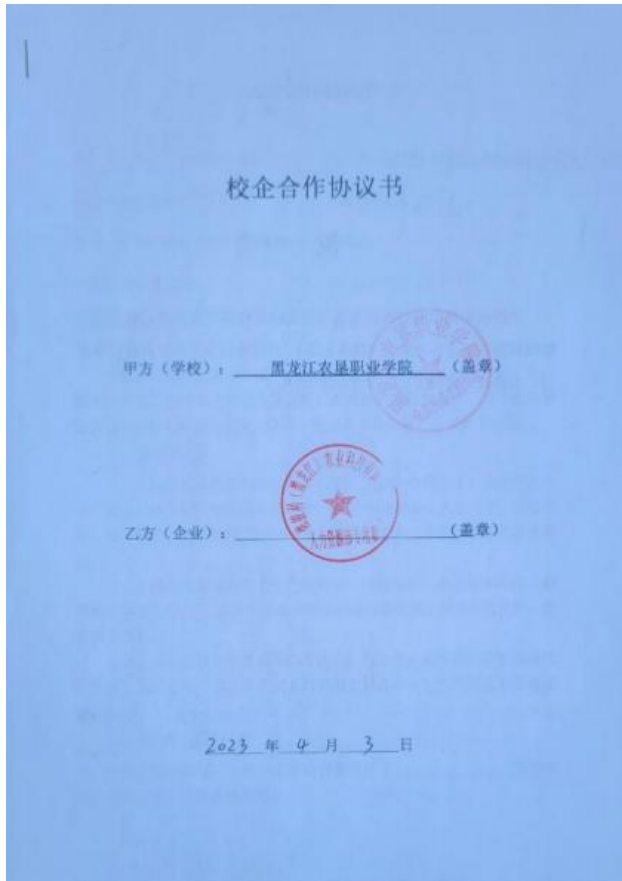 校企合作协议书
甲方（学校）：黑龙江农垦职业学院（盖章）
乙方（企业）：（盖章）
2023 年 4 月 3 日